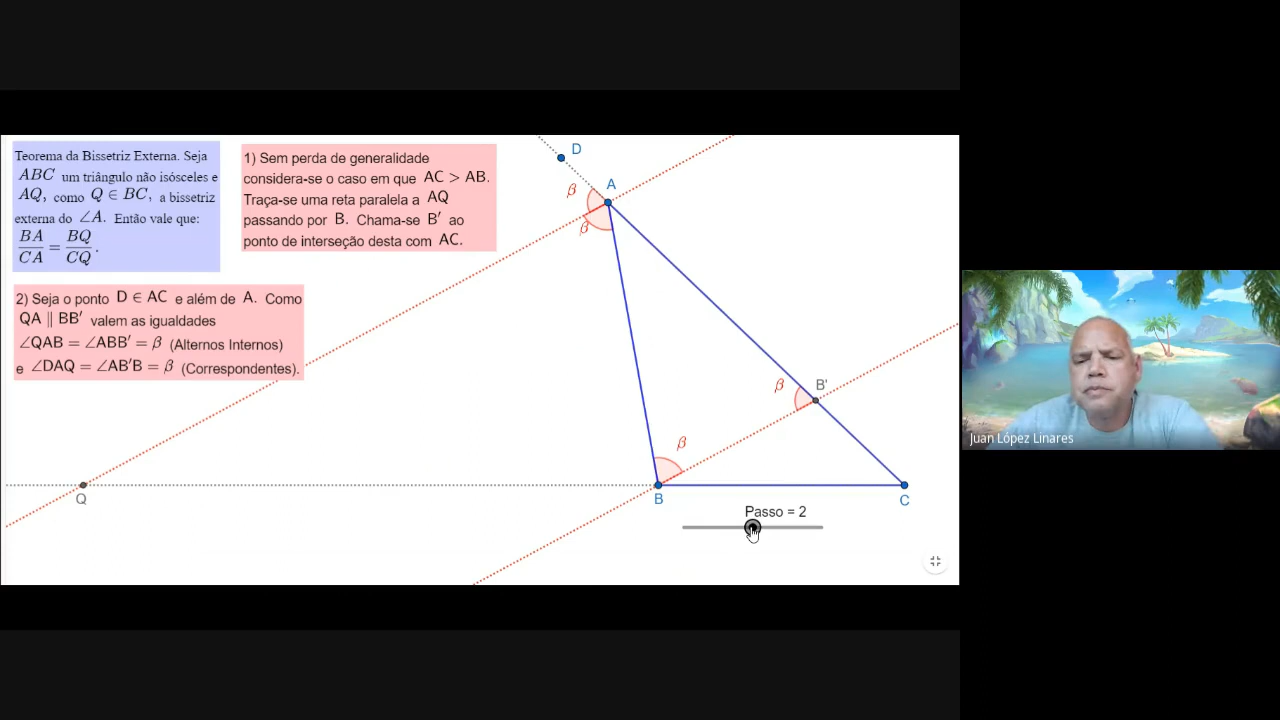 Teorema da Bissetriz Externa. Seja
ABC um triângulo não isósceles e
AQ, como Q ∈ BC, a bissetriz
externa do ∠A. Então vale que:
BA/CA = BQ/CQ.
1) Sem perda de generalidade
considera-se o caso em que AC > AB.
Traça-se uma reta paralela a AQ
passando por B. Chama-se B′ ao
ponto de interseção desta com AC.
2) Seja o ponto D ∈ AC e além de A. Como
QA ∥ BB′ valem as igualdades
∠QAB = ∠ABB′ = β (Alternos Internos)
e ∠DAQ = ∠AB′B = β (Correspondentes).
D
A
β
β
B'
β
β
Q
B
C
Passo = 2
Juan López Linares